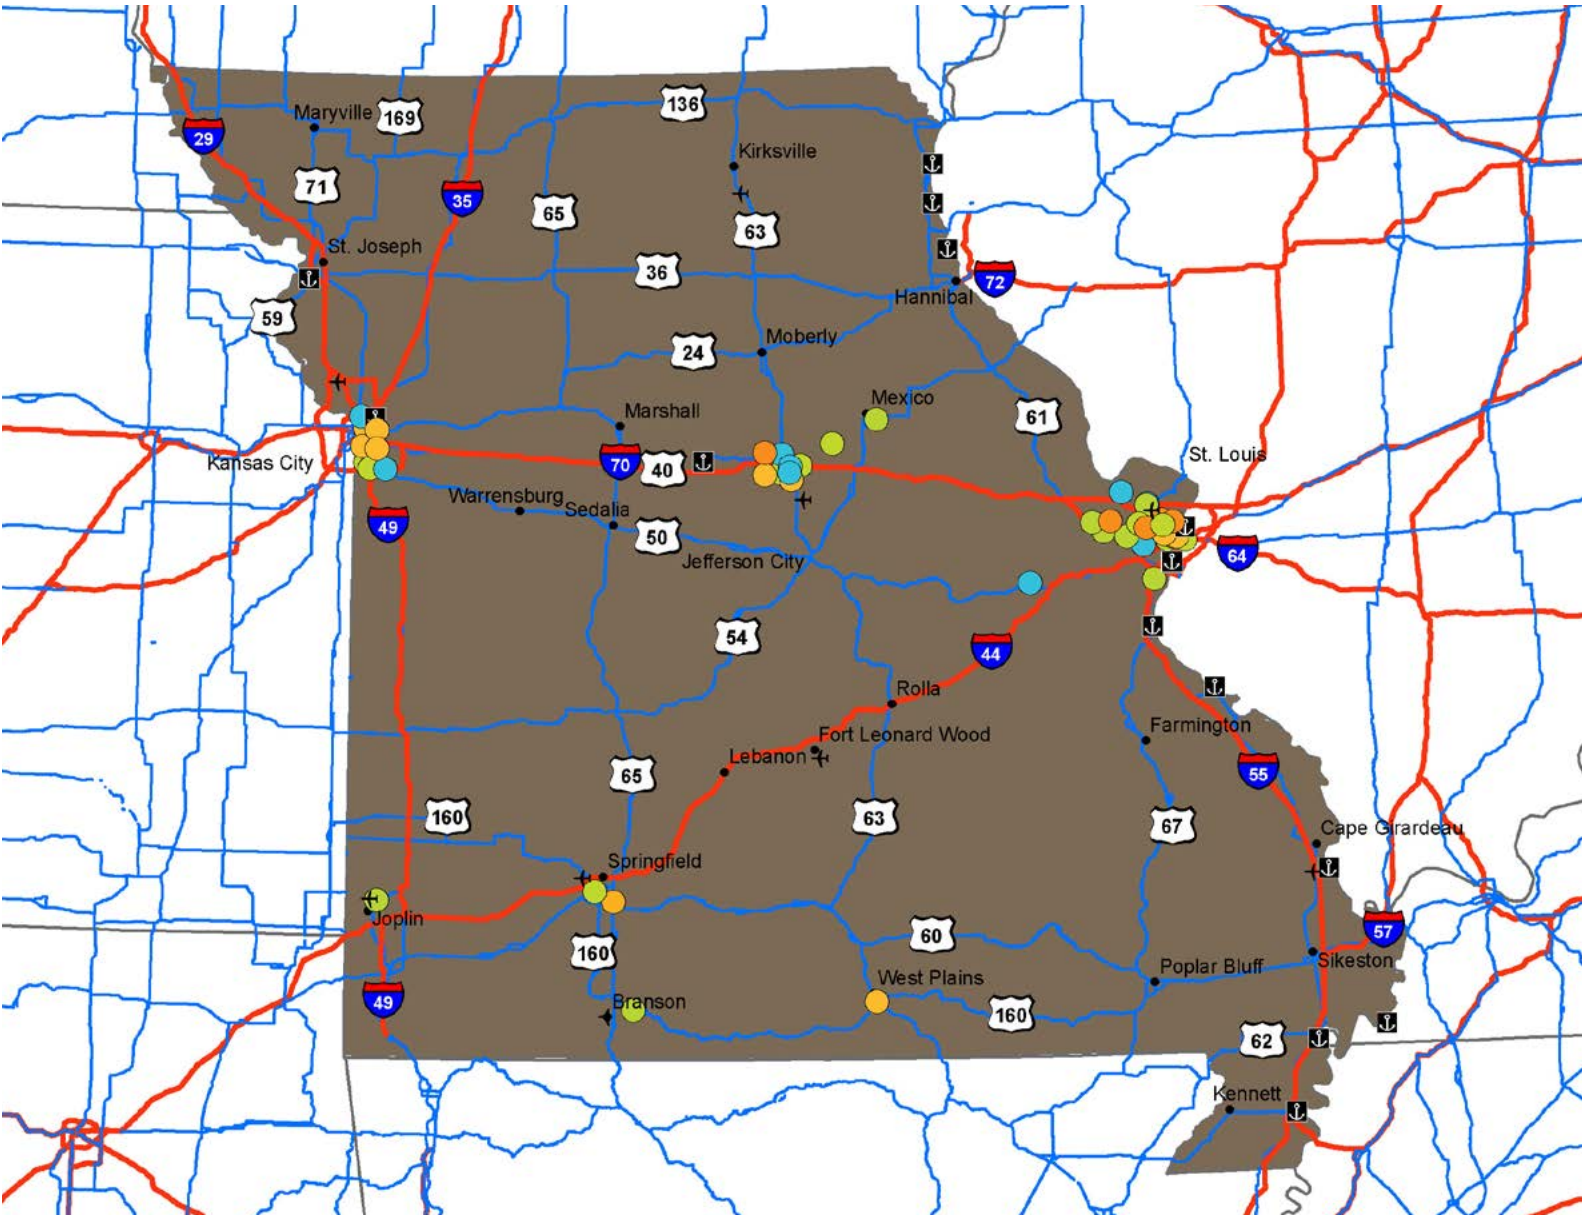 136
169
Maryville
29
Kirksville
71
35
65
63
St. Joseph
36
72
Hannibal
59
Moberly
24
Mexico
Marshall
61
St. Louis
Kansas City
70
40
Warrensburg
Sedalia
49
50
Jefferson City
64
54
44
Rolla
Farmington
Fort Leonard Wood
Lebanon
65
55
160
63
67
Cape Girardeau
Springfield
Joplin
160
60
57
Sikeston
Poplar Bluff
West Plains
49
Branson
160
62
Kennett